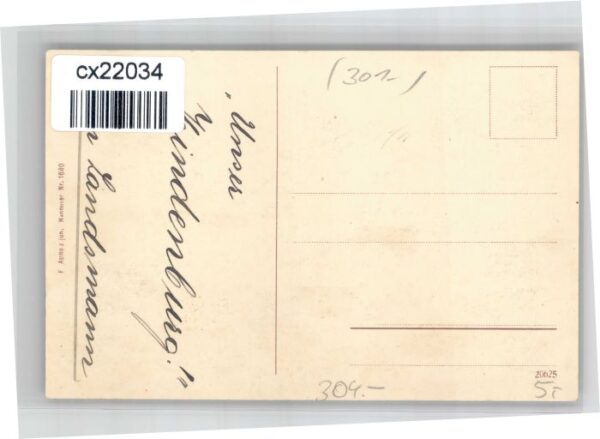 cx22034
„Unser
Hindenburg!"
Landsmann
(301.-)
20625
304.-
5.-